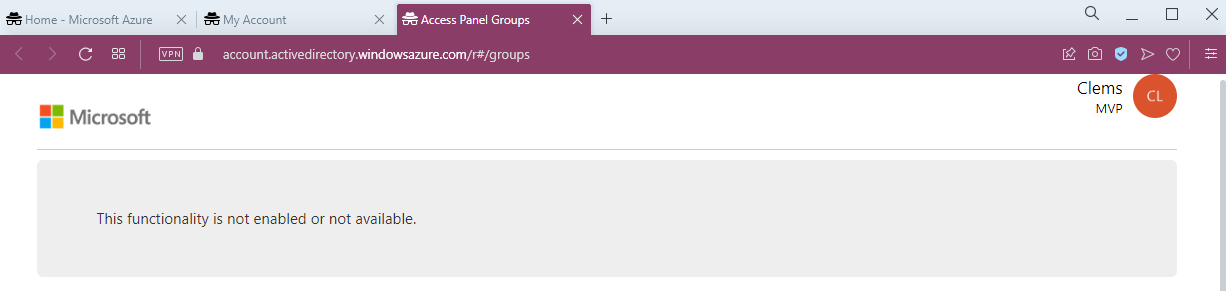 Home - Microsoft Azure
My Account
Access Panel Groups
VPN
account.activedirectory.windowsazure.com/r#/groups
Microsoft
Clems
MVP
CL
This functionality is not enabled or not available.